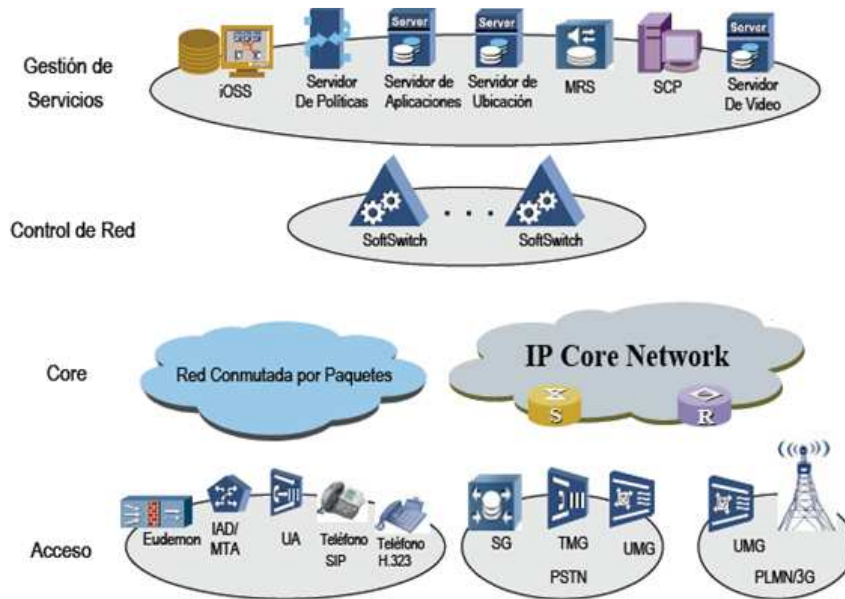 Server
Server
Server
Gestión de
Servicios
iOSS
Servidor
De Políticas
Servidor de
Aplicaciones
Servidor de
Ubicación
MRS
SCP
Servidor
De Video
Control de Red
SoftSwitch
. . .
SoftSwitch
Core
Red Conmutada por Paquetes
IP Core Network
S
R
Acceso
Eudemon
IAD/
MTA
UA
Teléfono
SIP
Teléfono
H.323
SG
TMG
UMG
PSTN
UMG
PLMN/3G